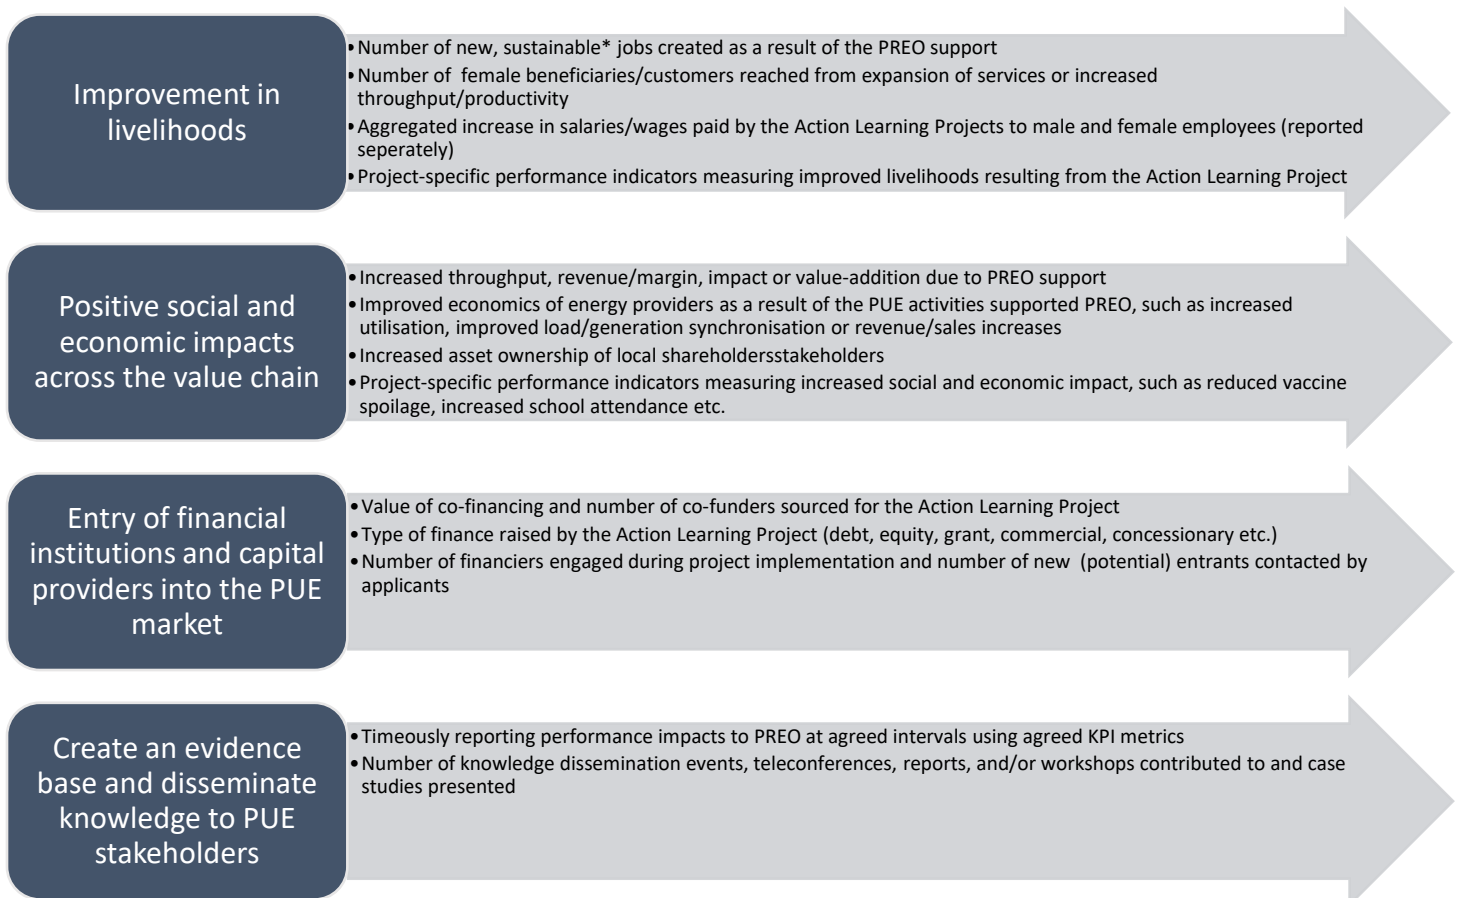 Improvement in
livelihoods
•Number of new, sustainable* jobs created as a result of the PREO support
•Number of  female beneficiaries/customers reached from expansion of services or increased
throughput/productivity
•Aggregated increase in salaries/wages paid by the Action Learning Projects to male and female employees (reported
seperately)
•Project-specific performance indicators measuring improved livelihoods resulting from the Action Learning Project
Positive social and
economic impacts
across the value chain
•Increased throughput, revenue/margin, impact or value-addition due to PREO support
•Improved economics of energy providers as a result of the PUE activities supported PREO, such as increased
utilisation, improved load/generation synchronisation or revenue/sales increases
•Increased asset ownership of local shareholdersstakeholders
•Project-specific performance indicators measuring increased social and economic impact, such as reduced vaccine
spoilage, increased school attendance etc.
Entry of financial
institutions and capital
providers into the PUE
market
•Value of co-financing and number of co-funders sourced for the Action Learning Project
•Type of finance raised by the Action Learning Project (debt, equity, grant, commercial, concessionary etc.)
•Number of financiers engaged during project implementation and number of new  (potential) entrants contacted by
applicants
Create an evidence
base and disseminate
knowledge to PUE
stakeholders
•Timeously reporting performance impacts to PREO at agreed intervals using agreed KPI metrics
•Number of knowledge dissemination events, teleconferences, reports, and/or workshops contributed to and case
studies presented